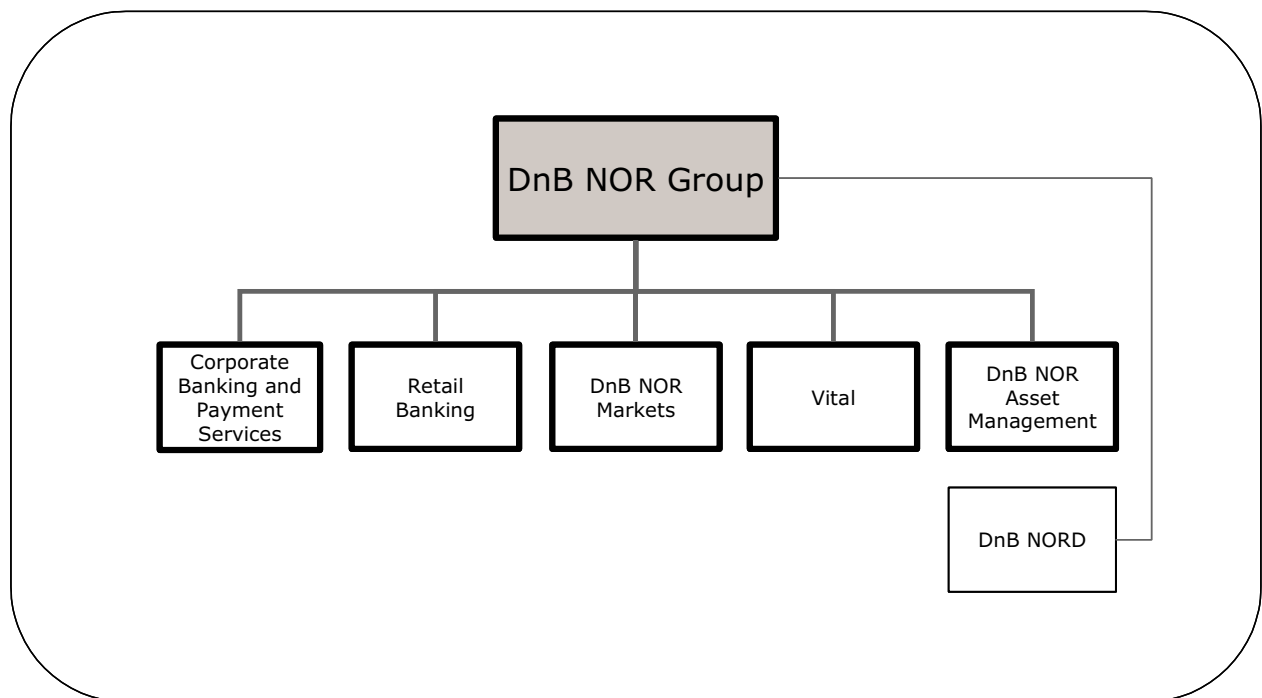 DnB NOR Group
Corporate
Banking and
Payment
Services
Retail
Banking
DnB NOR
Markets
Vital
DnB NOR
Asset
Management
DnB NORD